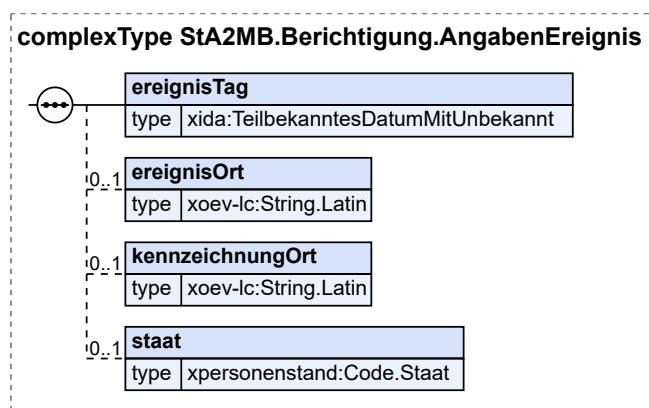 complexType StA2MB.Berichtigung.AngabenEreignis
ereignisTag
type xida:TeilbekanntesDatumMitUnbekannt
0..1 ereignisOrt
type xoev-lc:String.Latin
0..1 kennzeichnungOrt
type xoev-lc:String.Latin
0..1 staat
type xpersonenstand:Code.Staat